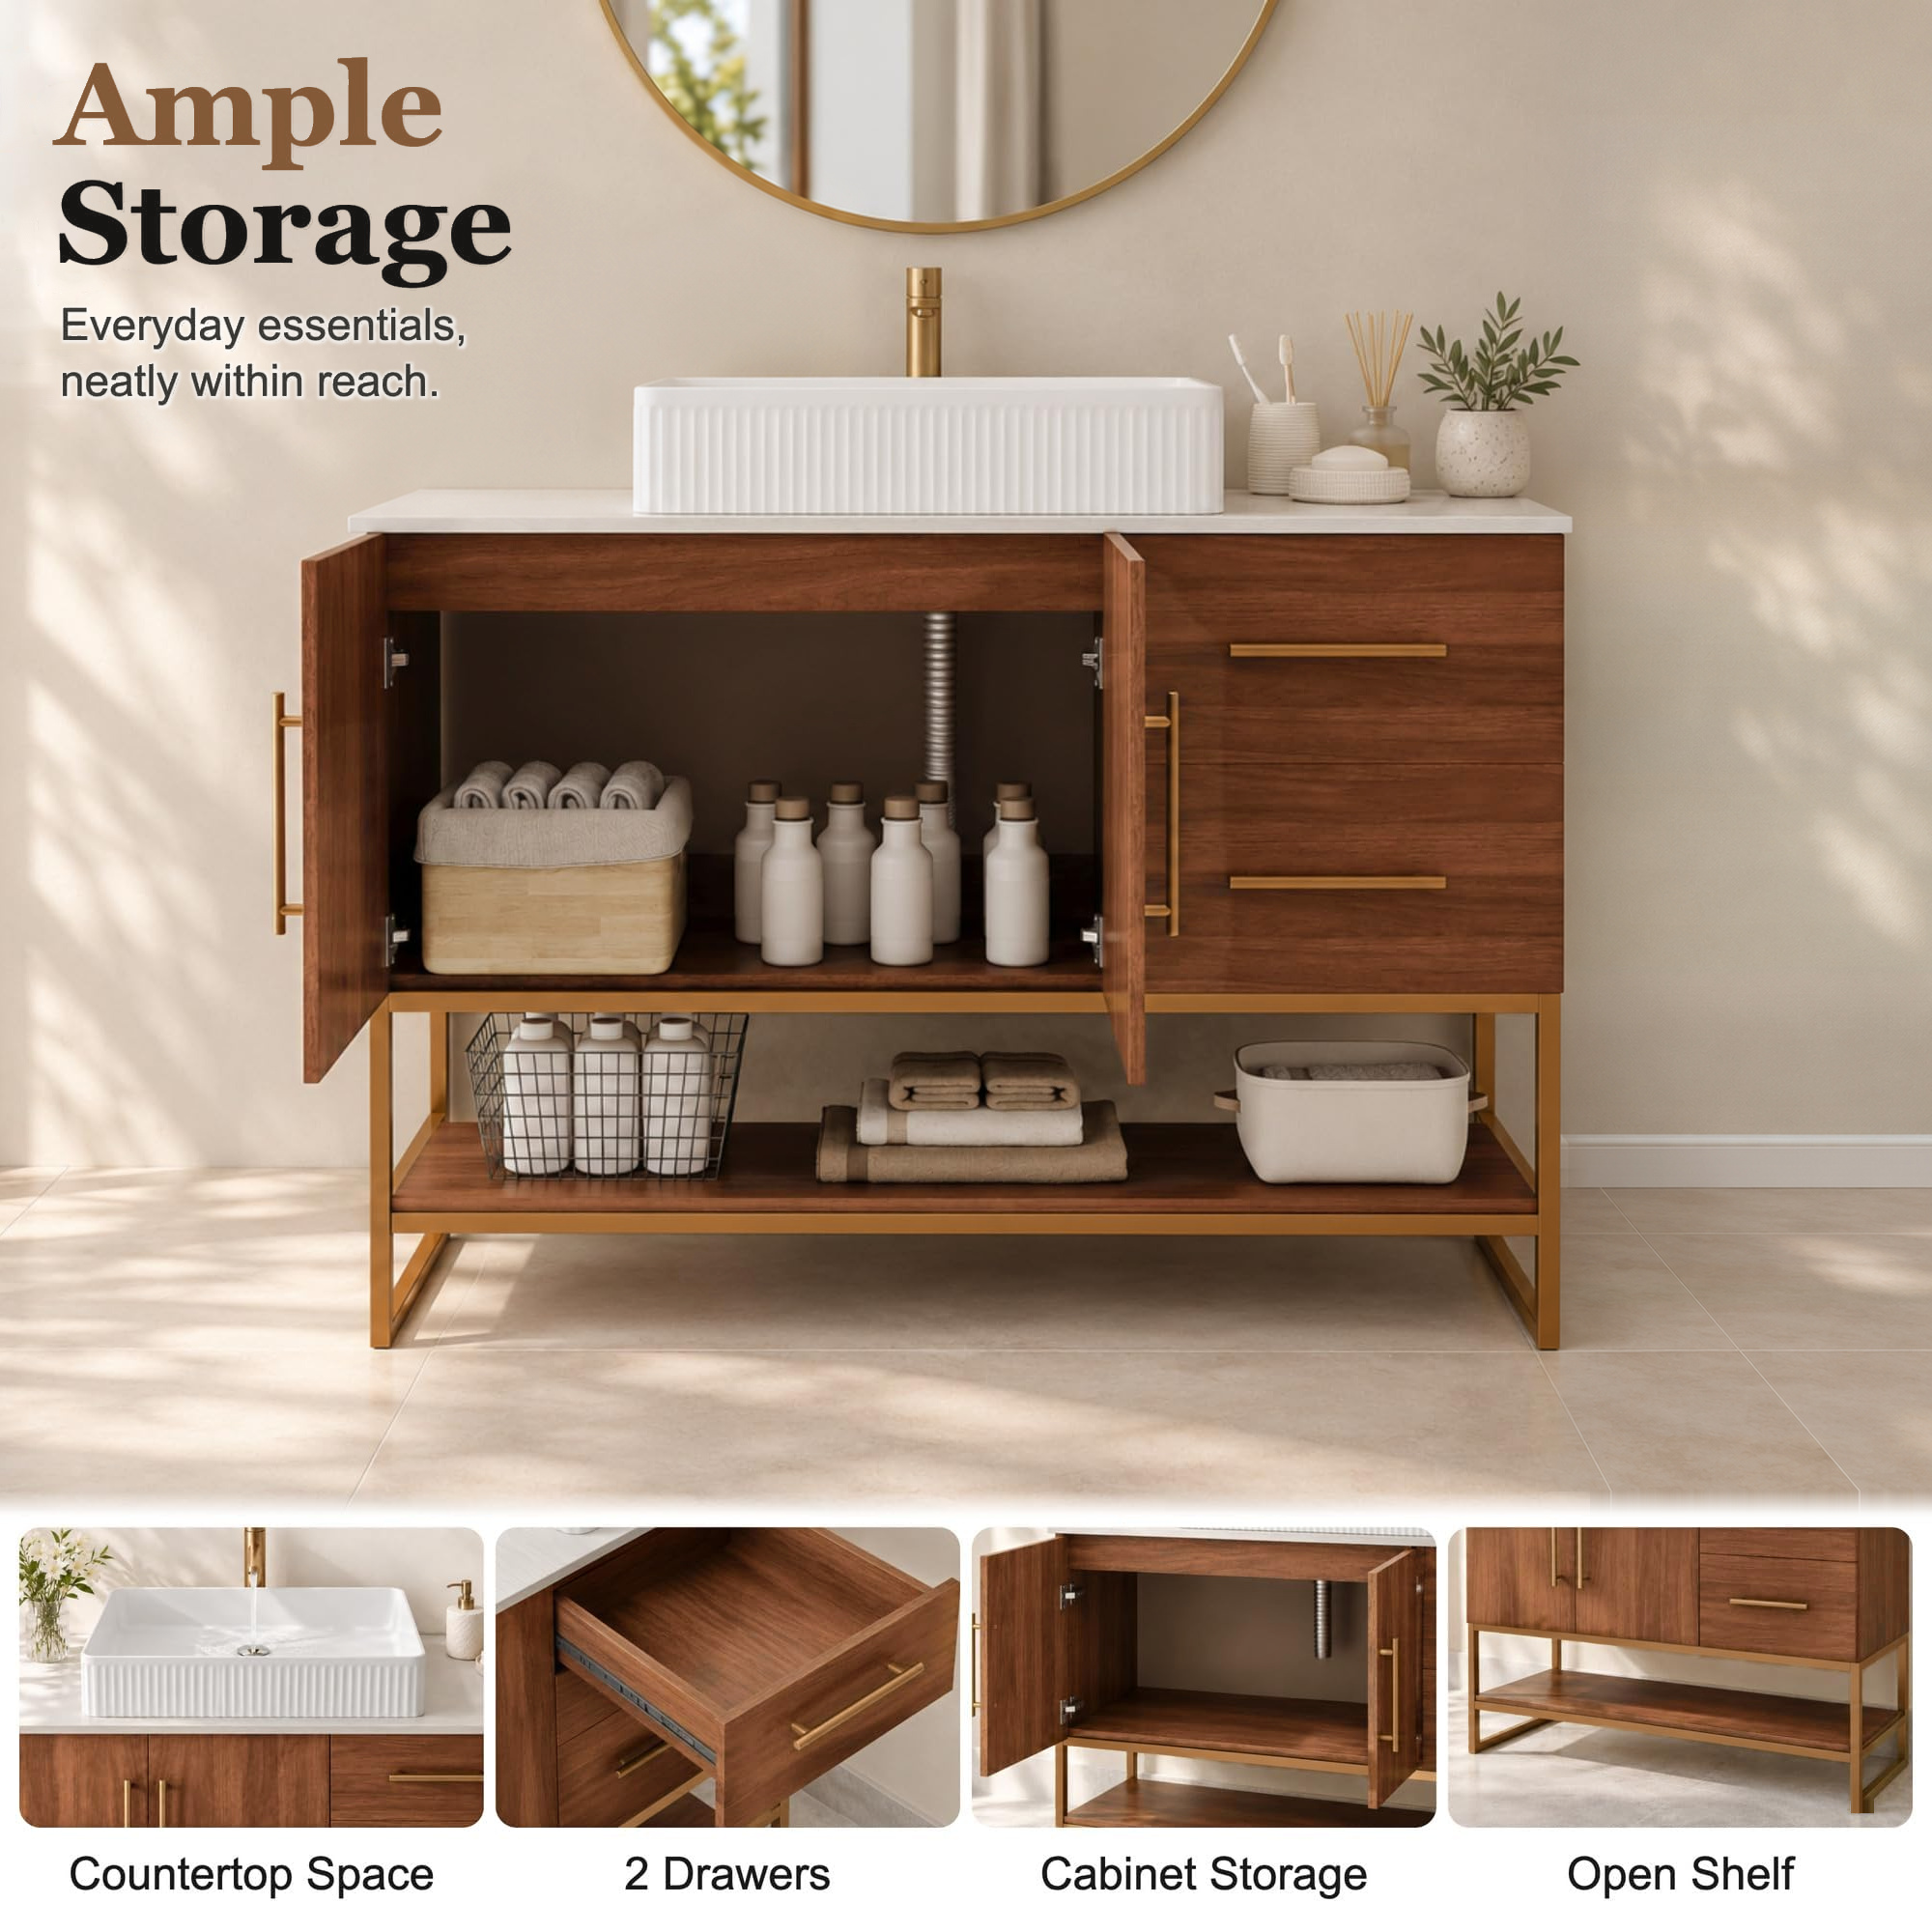 Ample
Storage
Everyday essentials,
neatly within reach.
Countertop Space
2 Drawers
Cabinet Storage
Open Shelf